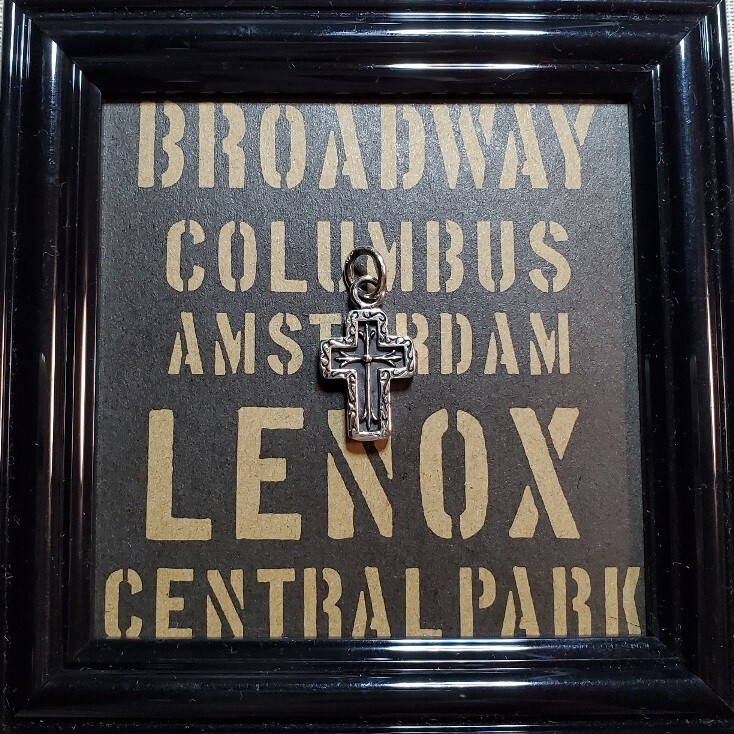 BROADWAY
COLUMBUS
AMSTERDAM
LENOX
CENTRAL PARK